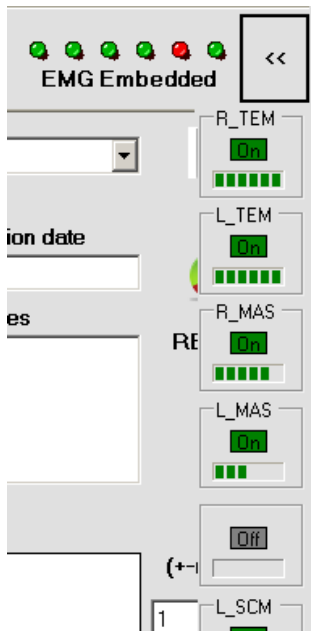 <<
EMG Embedded
R_TEM
On
L_TEM
On
ion date
R_MAS
es
On
RE
L_MAS
On
Off
(+-
1
L_SCM